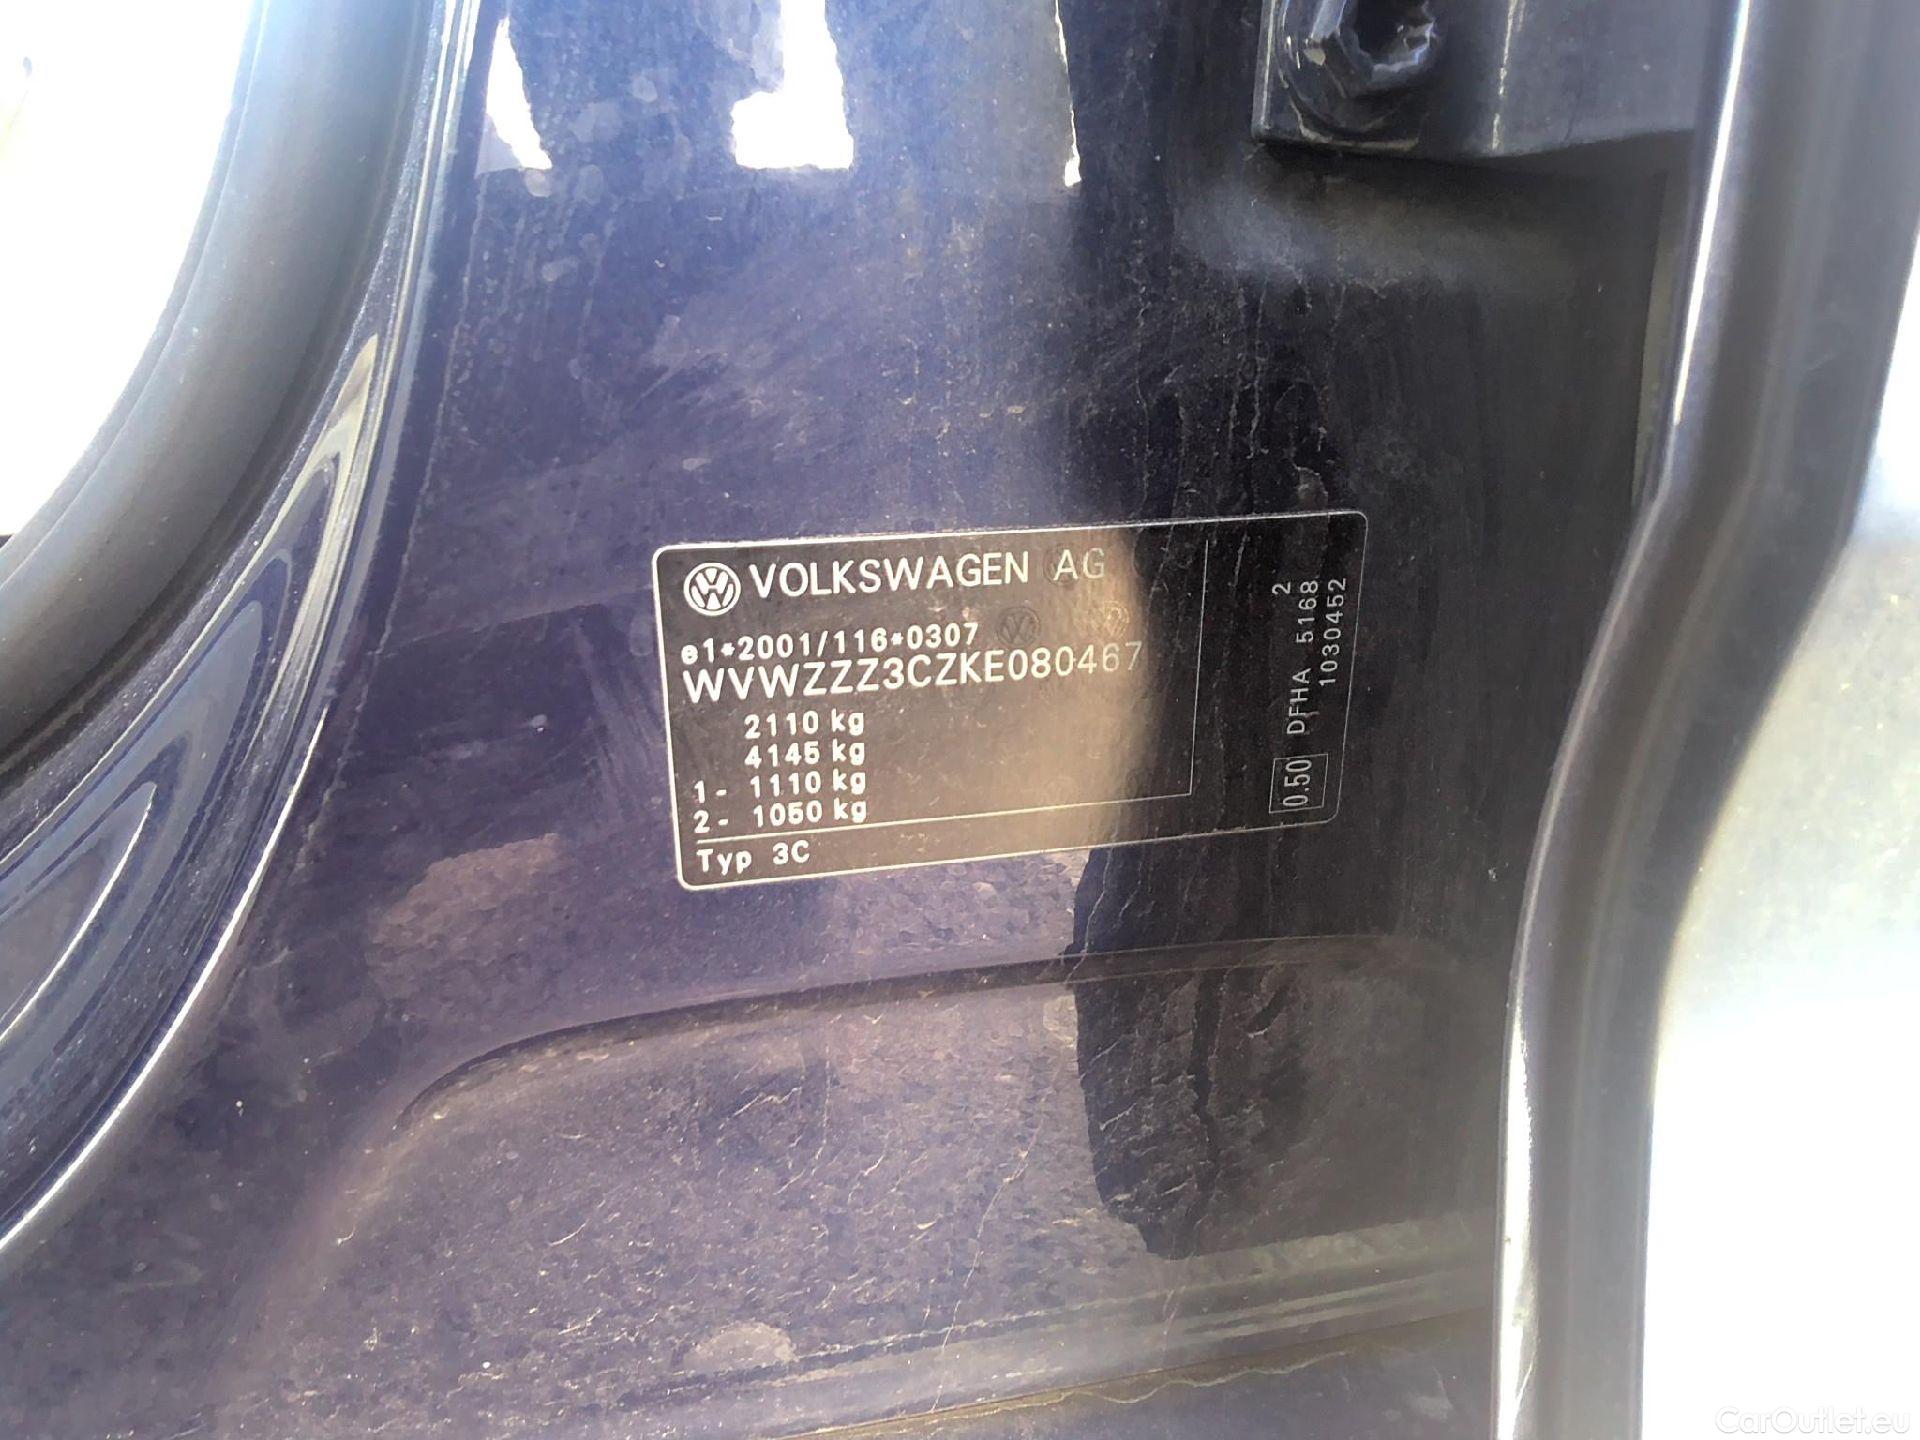 VOLKSWAGEN AG
e1*2001/116*0307
WVWZZZ3CZKE080467
2110 kg
4145 kg
1- 1110 kg
2- 1050 kg
Typ 3C
2
DFHA 5168
1030452
0.50
CarOutlet.eu